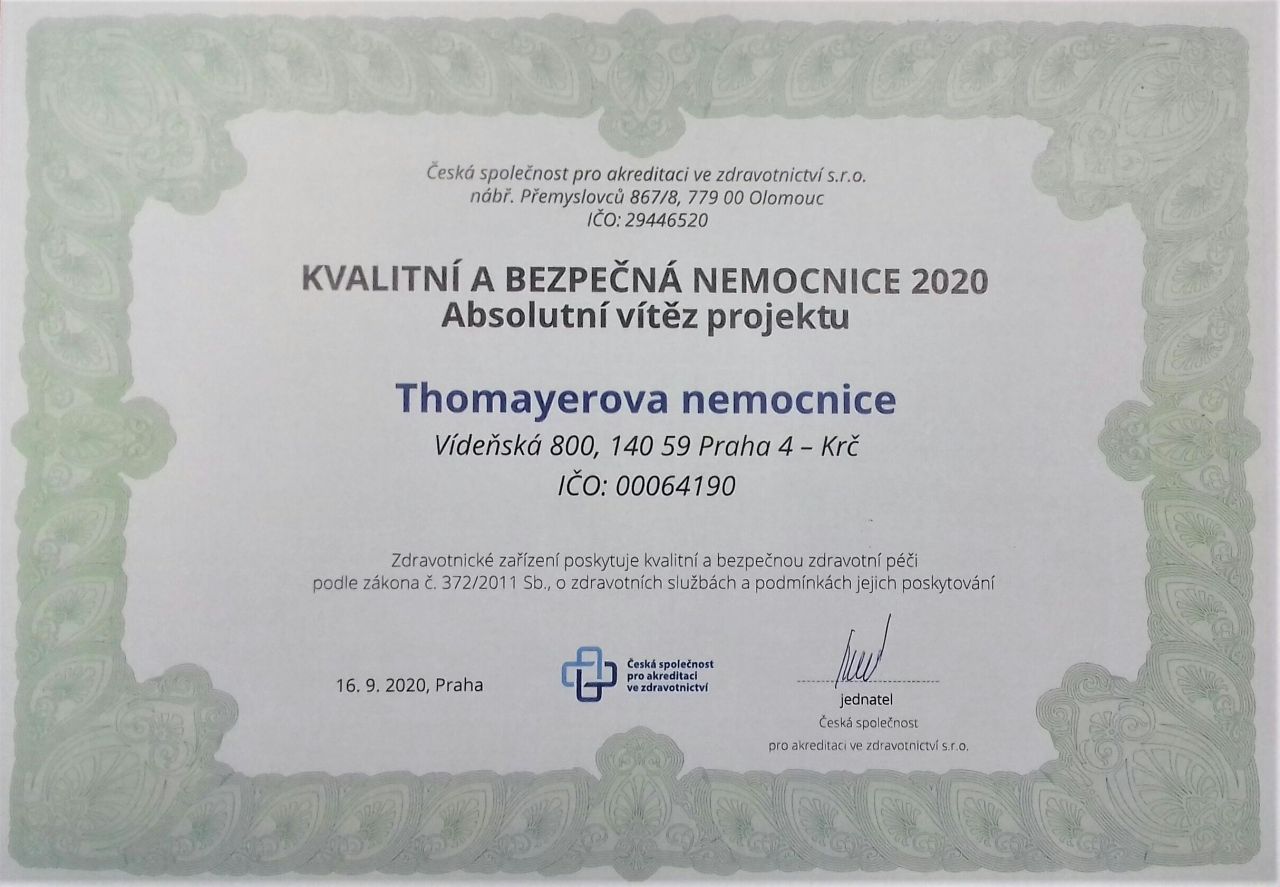 Česká společnost pro akreditaci ve zdravotnictví s.r.o.
nábř. Přemyslovců 867/8, 779 00 Olomouc
IČO: 29446520
KVALITNÍ A BEZPEČNÁ NEMOCNICE 2020
Absolutní vítěz projektu
Thomayerova nemocnice
Vídeňská 800, 140 59 Praha 4 – Krč
IČO: 00064190
Zdravotnické zařízení poskytuje kvalitní a bezpečnou zdravotní péči
podle zákona č. 372/2011 Sb., o zdravotních službách a podmínkách jejich poskytování
16. 9. 2020, Praha
Česká společnost
pro akreditaci
ve zdravotnictví
jednatel
Česká společnost
pro akreditaci ve zdravotnictví s.r.o.